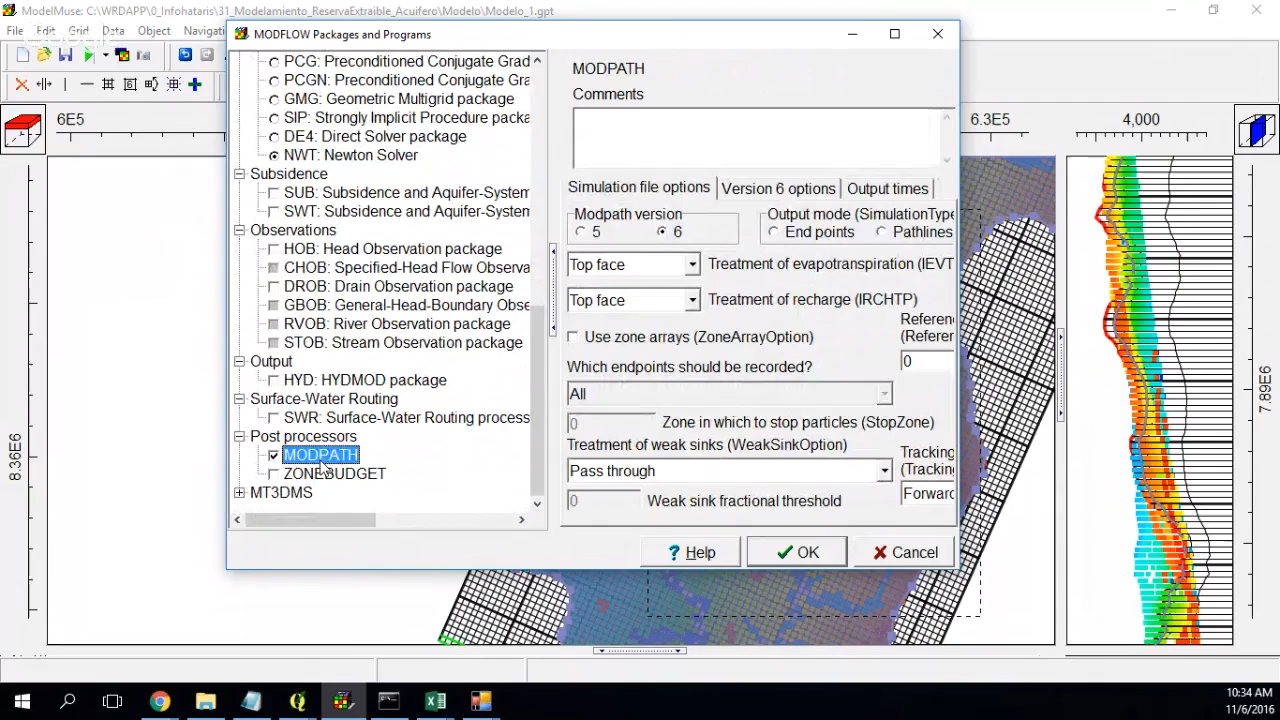 ModelMuse: C:\WRDAPP\0_Infohataris\31_Modelamiento_ReservaExtraible_Acuifero\Modelo\Modelo_1.gpt
File Edit Grid Data Object Navigati
MODFLOW Packages and Programs
6E5
6.3E5
4,000
8.36E6
7.89E6
PCG: Preconditioned Conjugate Grad
PCGN: Preconditioned Conjugate Gra
GMG: Geometric Multigrid package
SIP: Strongly Implicit Procedure packa
DE4: Direct Solver package
NWT: Newton Solver
Subsidence
SUB: Subsidence and Aquifer-System
SWT: Subsidence and Aquifer-System
Observations
HOB: Head Observation package
CHOB: Specified-Head Flow Observa
DROB: Drain Observation package
GBOB: General-Head-Boundary Obse
RVOB: River Observation package
STOB: Stream Observation package
Output
HYD: HYDMOD package
Surface-Water Routing
SWR: Surface-Water Routing process
Post processors
MODPATH
ZONEBUDGET
MT3DMS
MODPATH
Comments
Simulation file options
Version 6 options
Output times
Modpath version
5
6
Output mode (SimulationType
End points
Pathlines
Top face
Treatment of evapotranspiration (IEVT
Top face
Treatment of recharge (IRCHTP)
Use zone arrays (ZoneArrayOption)
Referenc
(Referen
0
Which endpoints should be recorded?
All
0
Zone in which to stop particles (StopZone)
Treatment of weak sinks (WeakSinkOption)
Pass through
0
Weak sink fractional threshold
Tracking
(Tracking
Forward
Help
OK
Cancel
10:34 AM
11/6/2016